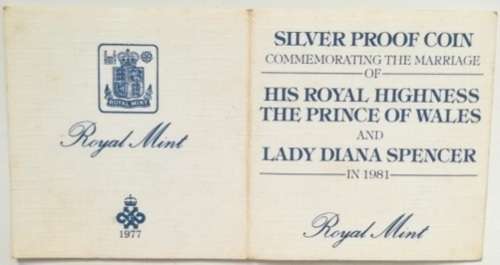 ROYAL MINT
Royal Mint
1977
SILVER PROOF COIN
COMMEMORATING THE MARRIAGE
OF
HIS ROYAL HIGHNESS
THE PRINCE OF WALES
AND
LADY DIANA SPENCER
IN 1981
Royal Mint